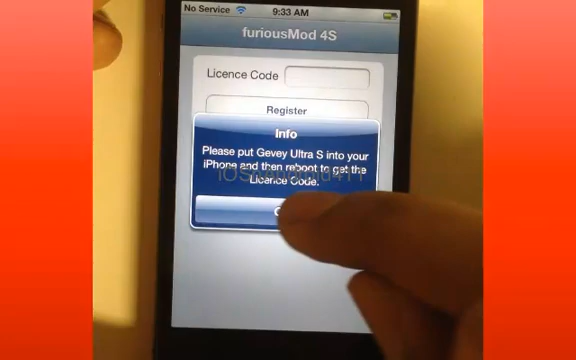 No Service 9:33 AM
furiousMod 4S
Licence Code
Register
Info
Please put Gevey Ultra S into your
iPhone and then reboot to get the
Licence Code.